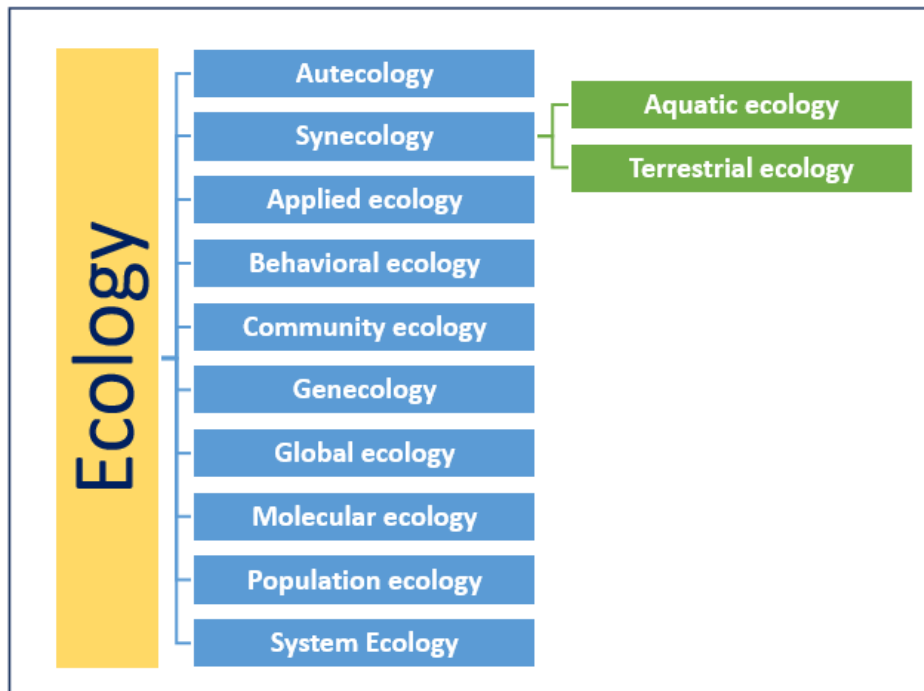 Ecology
Autecology
Synecology
Applied ecology
Behavioral ecology
Community ecology
Genecology
Global ecology
Molecular ecology
Population ecology
System Ecology
Aquatic ecology
Terrestrial ecology